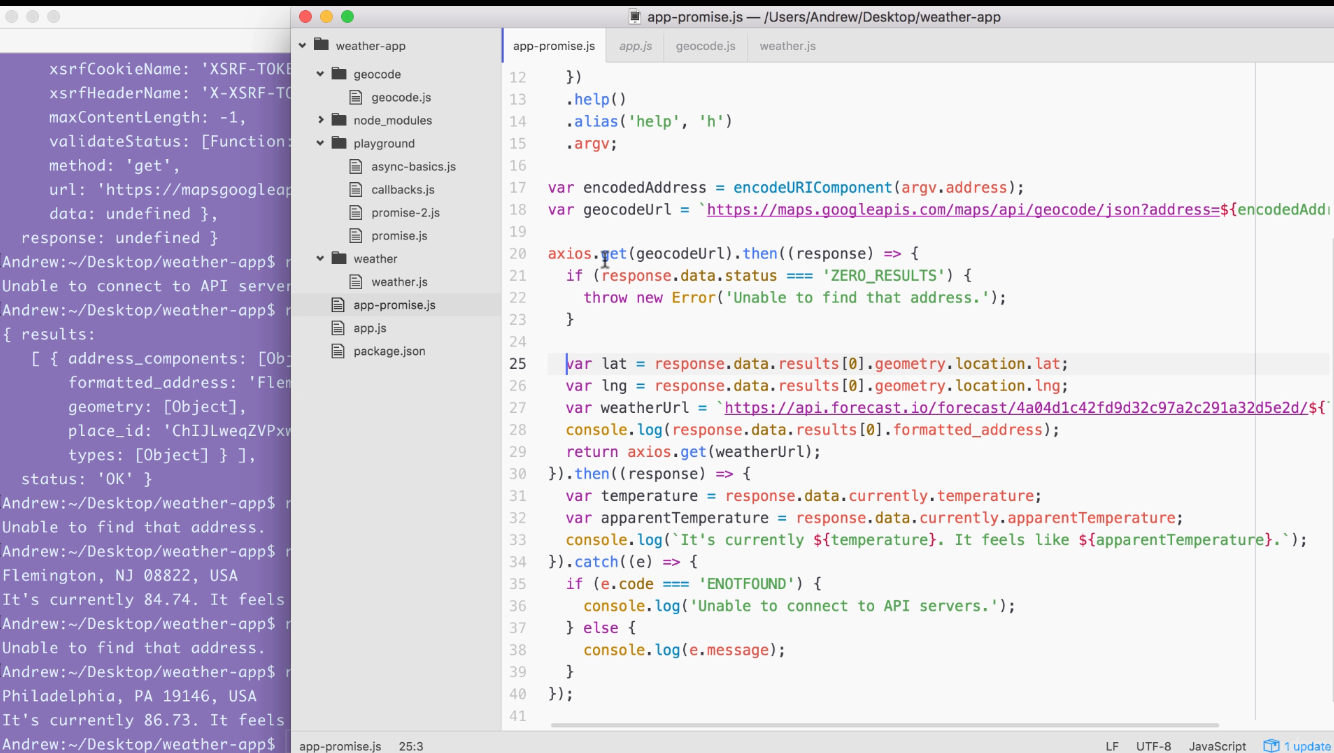 app-promise.js — /Users/Andrew/Desktop/weather-app
xsrfCookieName: 'XSRF-TOKE
xsrfHeaderName: 'X-XSRF-TO
maxContentLength: -1,
validateStatus: [Function:
method: 'get',
url: 'https://mapsgoogleap
data: undefined },
response: undefined }
Andrew:~/Desktop/weather-app$ r
Unable to connect to API server
Andrew:~/Desktop/weather-app$ r
{ results:
[ { address_components: [Obj
formatted_address: 'Flem
geometry: [Object],
place_id: 'ChIJLweqZVPxw
types: [Object] } ],
status: 'OK' }
Andrew:~/Desktop/weather-app$ r
Unable to find that address.
Andrew:~/Desktop/weather-app$ r
Flemington, NJ 08822, USA
It's currently 84.74. It feels
Andrew:~/Desktop/weather-app$ r
Unable to find that address.
Andrew:~/Desktop/weather-app$ r
Philadelphia, PA 19146, USA
It's currently 86.73. It feels
Andrew:~/Desktop/weather-app$
weather-app
geocode
geocode.js
node_modules
playground
async-basics.js
callbacks.js
promise-2.js
promise.js
weather
weather.js
app-promise.js
app.js
package.json
app-promise.js app.js geocode.js weather.js
12 })
13 .help()
14 .alias('help', 'h')
15 .argv;
16
17 var encodedAddress = encodeURIComponent(argv.address);
18 var geocodeUrl = `https://maps.googleapis.com/maps/api/geocode/json?address=${encodedAddr
19
20 axios.get(geocodeUrl).then((response) => {
21 if (response.data.status === 'ZERO_RESULTS') {
22 throw new Error('Unable to find that address.');
23 }
24
25 var lat = response.data.results[0].geometry.location.lat;
26 var lng = response.data.results[0].geometry.location.lng;
27 var weatherUrl = `https://api.forecast.io/forecast/4a04d1c42fd9d32c97a2c291a32d5e2d/${`
28 console.log(response.data.results[0].formatted_address);
29 return axios.get(weatherUrl);
30 }).then((response) => {
31 var temperature = response.data.currently.temperature;
32 var apparentTemperature = response.data.currently.apparentTemperature;
33 console.log(`It's currently ${temperature}. It feels like ${apparentTemperature}.`);
34 }).catch((e) => {
35 if (e.code === 'ENOTFOUND') {
36 console.log('Unable to connect to API servers.');
37 } else {
38 console.log(e.message);
39 }
40 });
41
app-promise.js 25:3 LF UTF-8 JavaScript 1 update